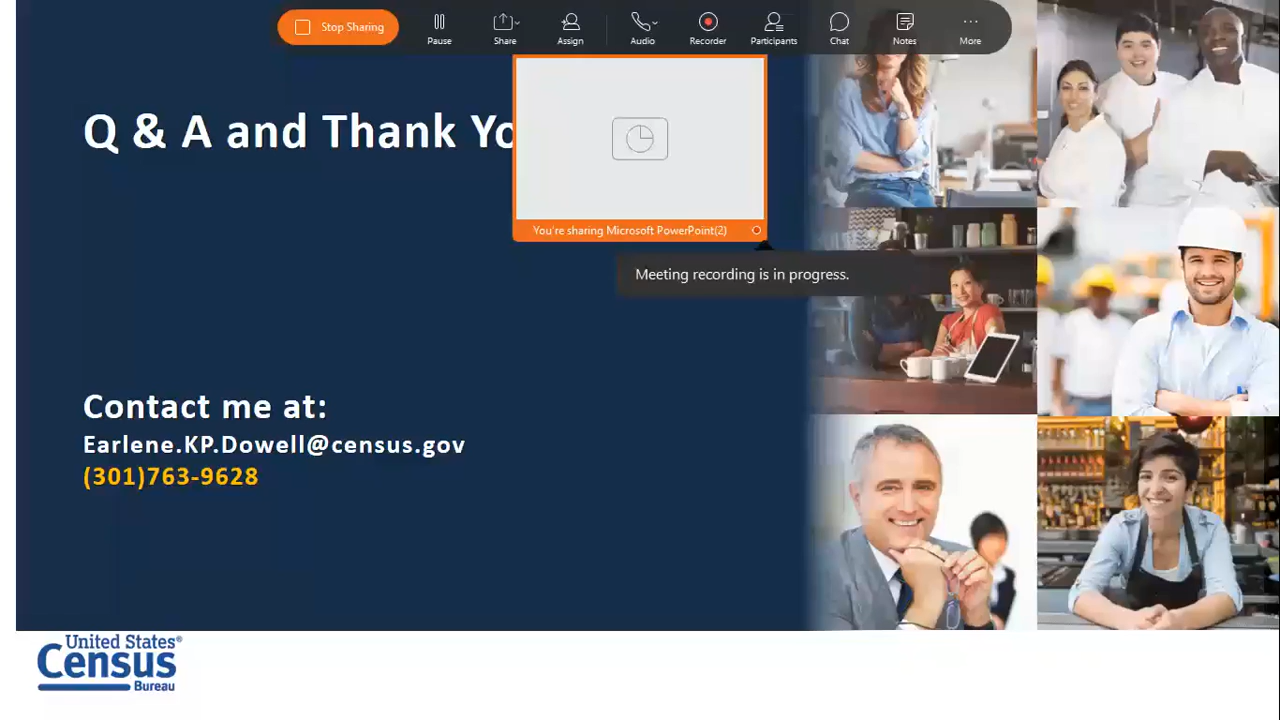 Stop Sharing
Pause
Share
Assign
Audio
Recorder
Participants
Chat
Notes
More
Q & A and Thank Yo
You're sharing Microsoft PowerPoint(2)
Meeting recording is in progress.
Contact me at:
Earlene.KP.Dowell@census.gov
(301)763-9628
United States®
Census
Bureau